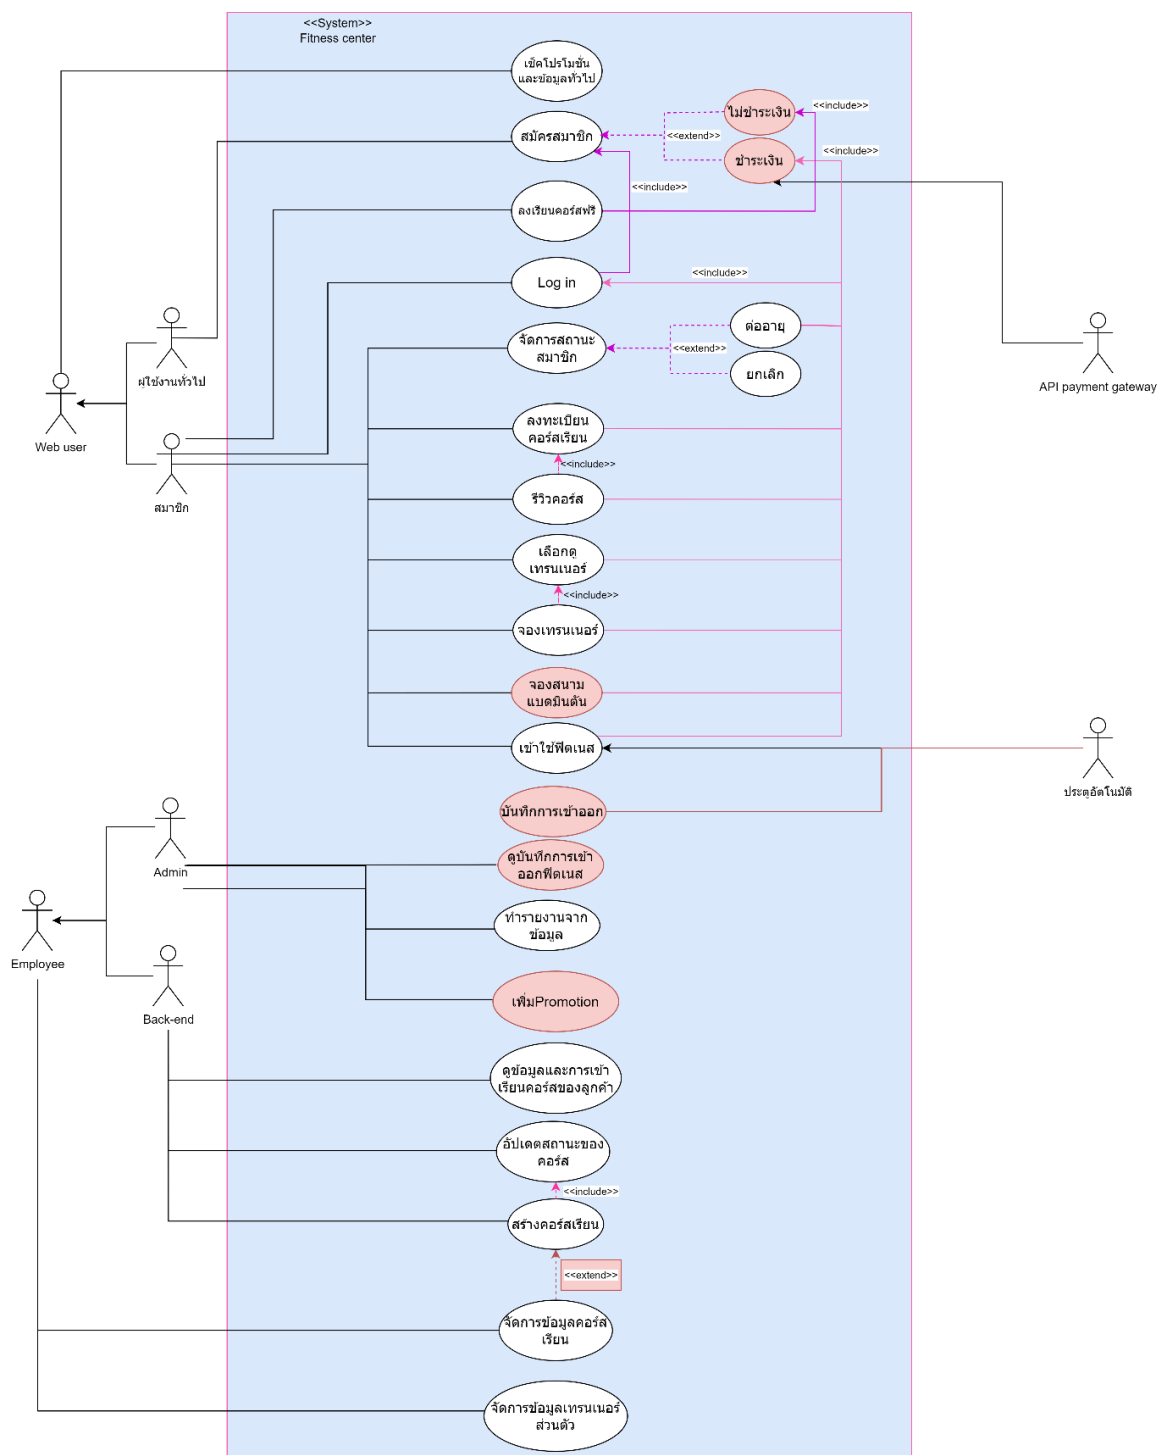 <<System>>
Fitness center
เช็คโปรโมชั่น
และข้อมูลทั่วไป
ไม่ชำระเงิน
<<include>>
สมัครสมาชิก
<<extend>>
ชำระเงิน
<<include>>
<<include>>
ลงเรียนคอร์สฟรี
Log in
<<include>>
ต่ออายุ
จัดการสถานะ
สมาชิก
<<extend>>
ยกเลิก
ผู้ใช้งานทั่วไป
API payment gateway
Web user
ลงทะเบียน
คอร์สเรียน
<<include>>
สมาชิก
รีวิวคอร์ส
เลือกดู
เทรนเนอร์
<<include>>
จองเทรนเนอร์
จองสนาม
แบดมินตัน
เข้าใช้ฟิตเนส
ประตูอัตโนมัติ
บันทึกการเข้าออก
Admin
ดูบันทึกการเข้า
ออกฟิตเนส
ทำรายงานจาก
ข้อมูล
Employee
เพิ่มPromotion
Back-end
ดูข้อมูลและการเข้า
เรียนคอร์สของลูกค้า
อัปเดตสถานะของ
คอร์ส
<<include>>
สร้างคอร์สเรียน
<<extend>>
จัดการข้อมูลคอร์ส
เรียน
จัดการข้อมูลเทรนเนอร์
ส่วนตัว